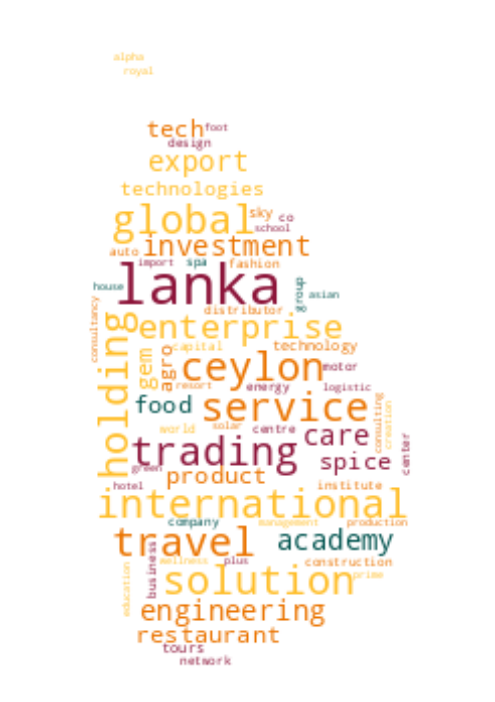 alpha
royal
tech foot
design
export
technologies
global sky co
school
auto investment
import spa fashion
lanka
house group asian
consultancy distributor
holding enterprise
gem agro capital technology
ceylon motor
resort energy logistic
food service
consulting creation
world solar centre care
trading center
green spice
product
hotel institute
international
company management production
travel academy
business wellness plus construction
education solution prime
engineering
restaurant
tours
network